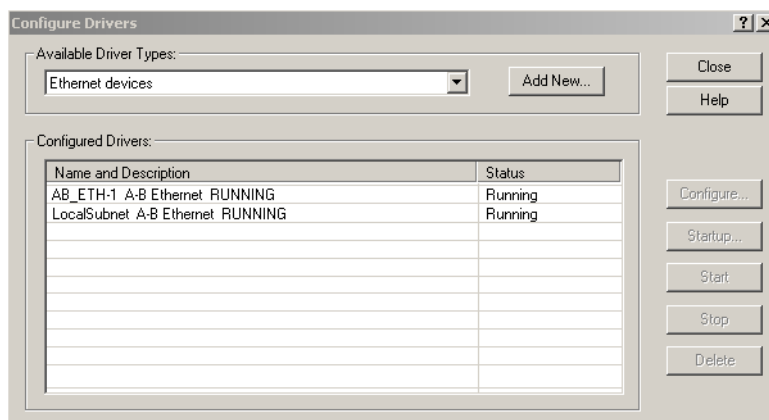 Configure Drivers
Available Driver Types:
Ethernet devices
Add New...
Close
Help
Configured Drivers:
Name and Description Status
AB_ETH-1 A-B Ethernet RUNNING Running
LocalSubnet A-B Ethernet RUNNING Running
Configure...
Startup...
Start
Stop
Delete